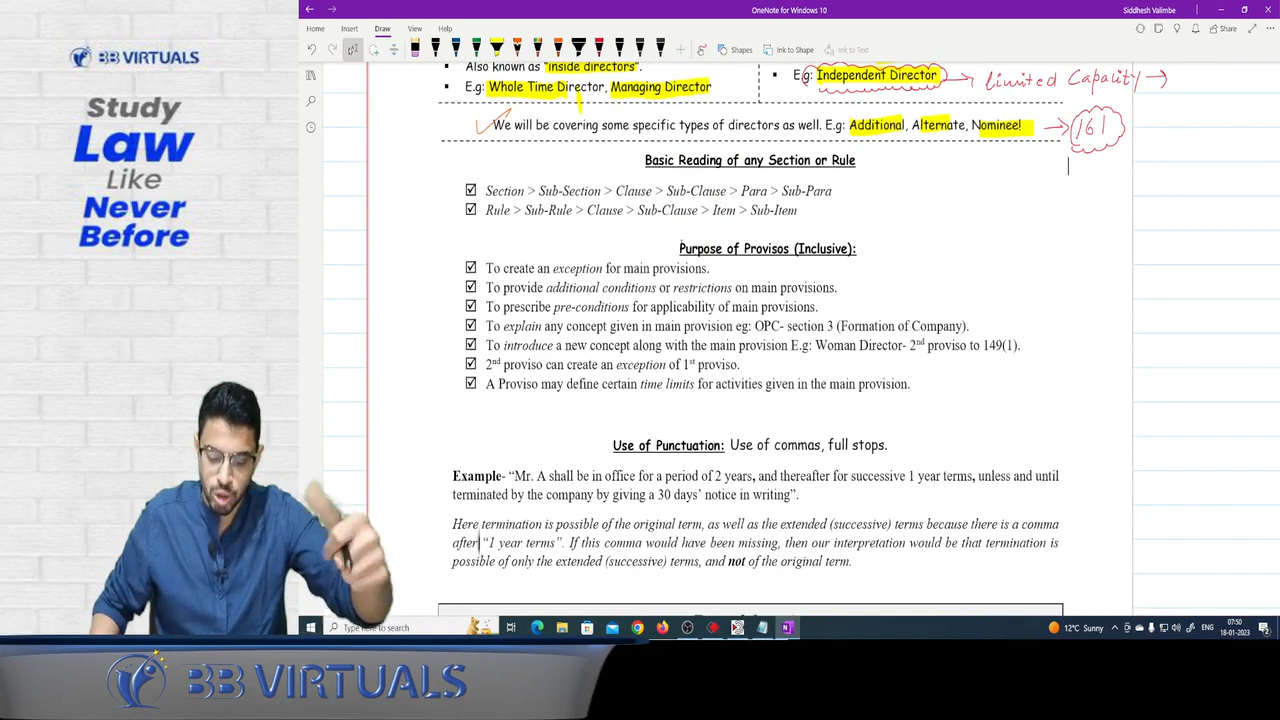 BB VIRTUALS
Study
Law
Like
Never
Before
OneNote for Windows 10
Siddhesh Valimbe
Home Insert Draw View Help
Shapes Ink to Shape Ink to Text Share
Also known as "inside directors".
E.g: Whole Time Director, Managing Director
E.g: Independent Director → limited Capacity →
We will be covering some specific types of directors as well. E.g: Additional, Alternate, Nominee! → 161
Basic Reading of any Section or Rule
Section > Sub-Section > Clause > Sub-Clause > Para > Sub-Para
Rule > Sub-Rule > Clause > Sub-Clause > Item > Sub-Item
Purpose of Provisos (Inclusive):
To create an exception for main provisions.
To provide additional conditions or restrictions on main provisions.
To prescribe pre-conditions for applicability of main provisions.
To explain any concept given in main provision eg: OPC- section 3 (Formation of Company).
To introduce a new concept along with the main provision E.g: Woman Director- 2nd proviso to 149(1).
2nd proviso can create an exception of 1st proviso.
A Proviso may define certain time limits for activities given in the main provision.
Use of Punctuation: Use of commas, full stops.
Example- “Mr. A shall be in office for a period of 2 years, and thereafter for successive 1 year terms, unless and until
terminated by the company by giving a 30 days’ notice in writing”.
Here termination is possible of the original term, as well as the extended (successive) terms because there is a comma
after “1 year terms”. If this comma would have been missing, then our interpretation would be that termination is
possible of only the extended (successive) terms, and not of the original term.
Type here to search
12°C Sunny
ENG
07:50
18-01-2023
BB VIRTUALS